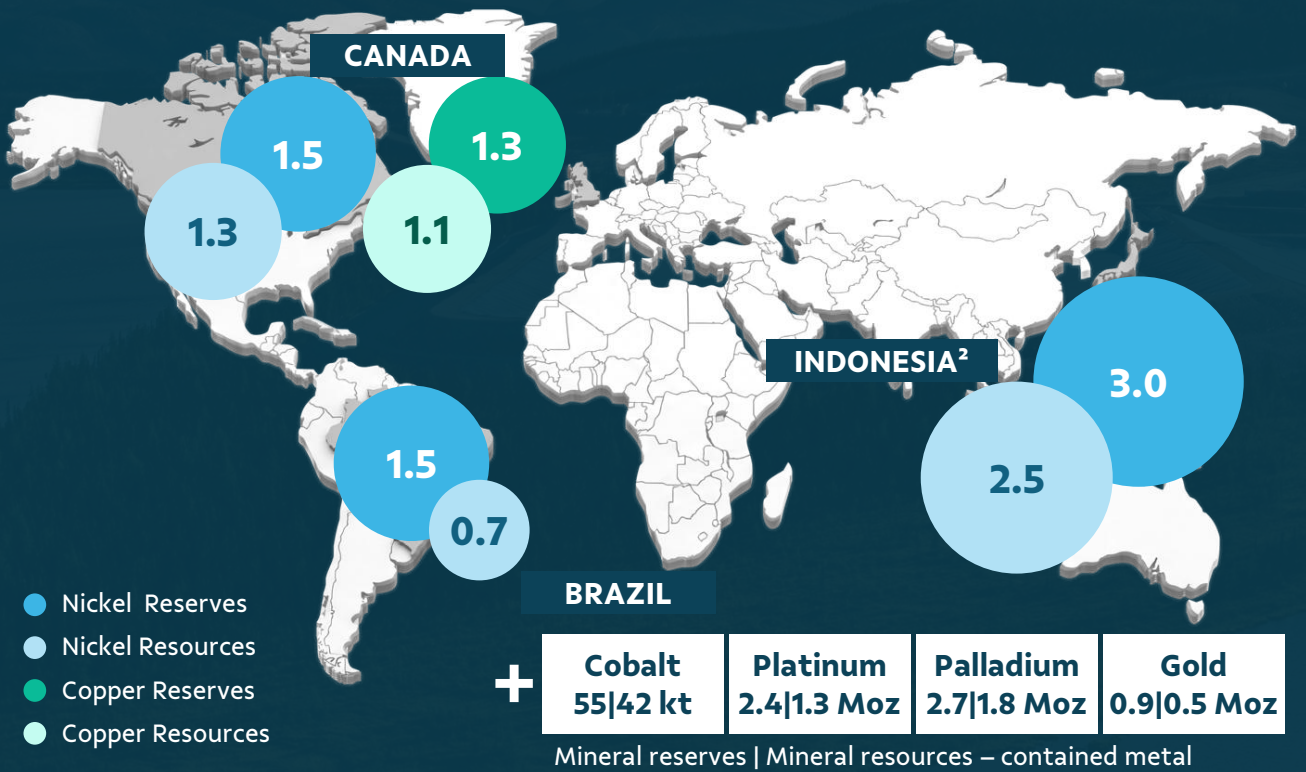 CANADA
1.5
1.3
1.3
1.1
INDONESIA²
3.0
2.5
1.5
0.7
BRAZIL
Nickel Reserves
Nickel Resources
Copper Reserves
Copper Resources
+
Cobalt
55|42 kt
Platinum
2.4|1.3 Moz
Palladium
2.7|1.8 Moz
Gold
0.9|0.5 Moz
Mineral reserves | Mineral resources – contained metal